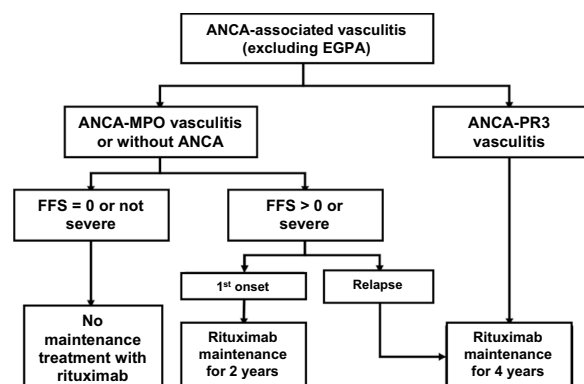 ANCA-associated vasculitis
(excluding EGPA)
ANCA-MPO vasculitis
or without ANCA
ANCA-PR3
vasculitis
FFS = 0 or not
severe
FFS > 0 or
severe
1st onset
Relapse
No
maintenance
treatment with
rituximab
Rituximab
maintenance
for 2 years
Rituximab
maintenance
for 4 years